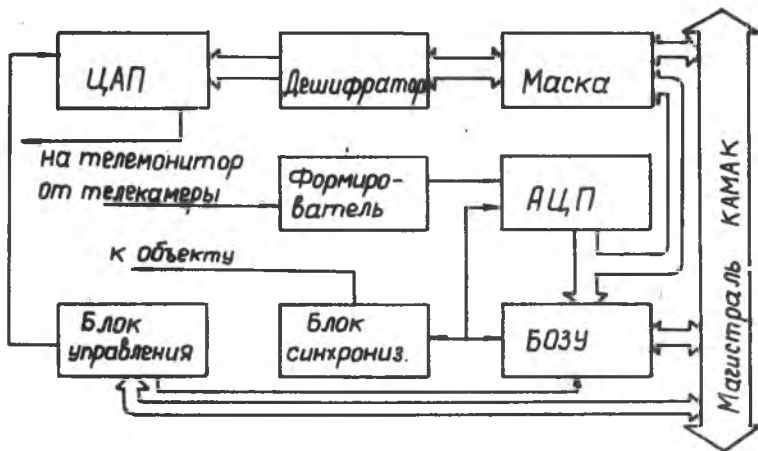 ЦАП
Дешифратор
Маска
на телемонитор
от телекамеры
Формиро-
ватель
АЦП
к объекту
Блок
управления
Блок
синхрониз.
БОЗУ
Магистраль КАМАК